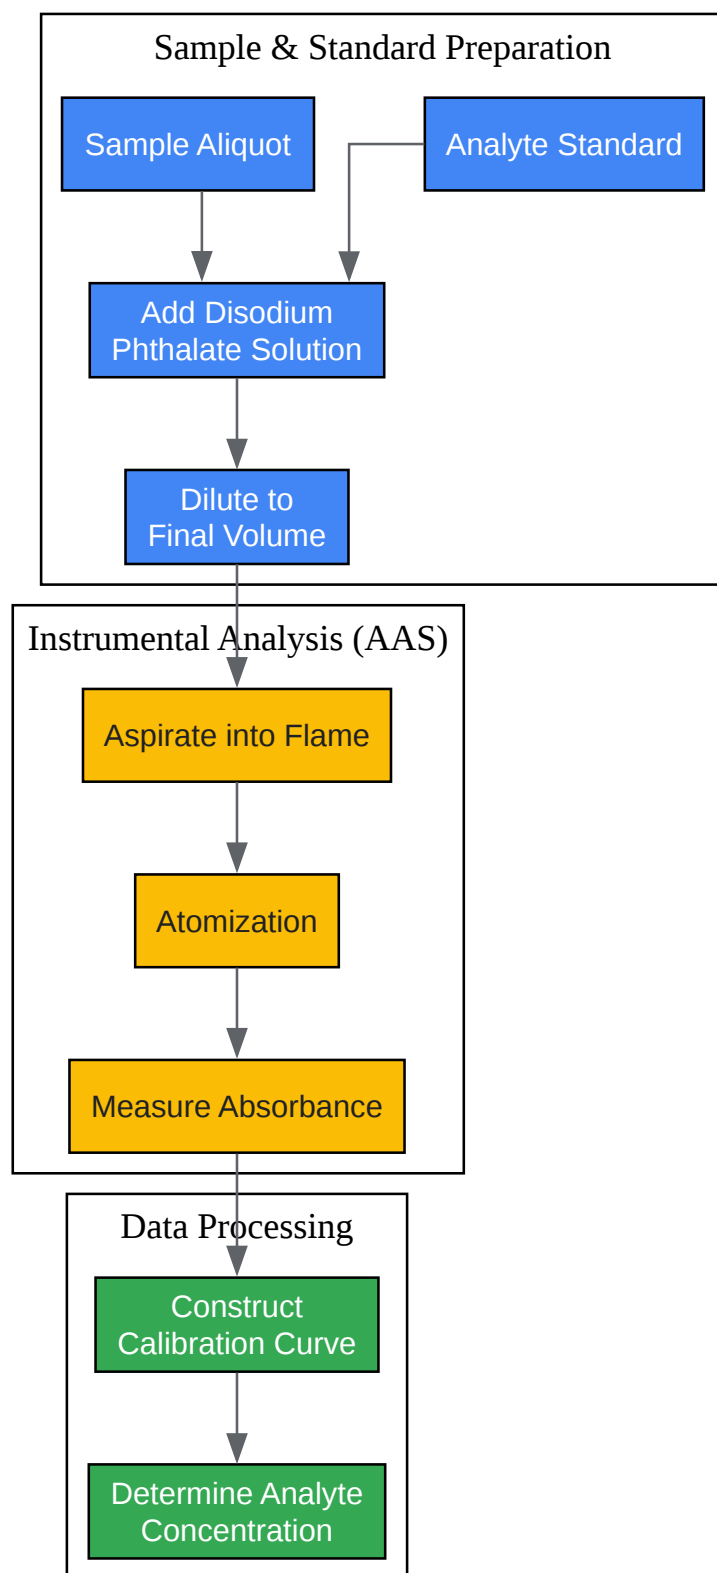 Sample & Standard Preparation
Sample Aliquot
Analyte Standard
Add Disodium
Phthalate Solution
Dilute to
Final Volume
Instrumental Analysis (AAS)
Aspirate into Flame
Atomization
Measure Absorbance
Data Processing
Construct
Calibration Curve
Determine Analyte
Concentration